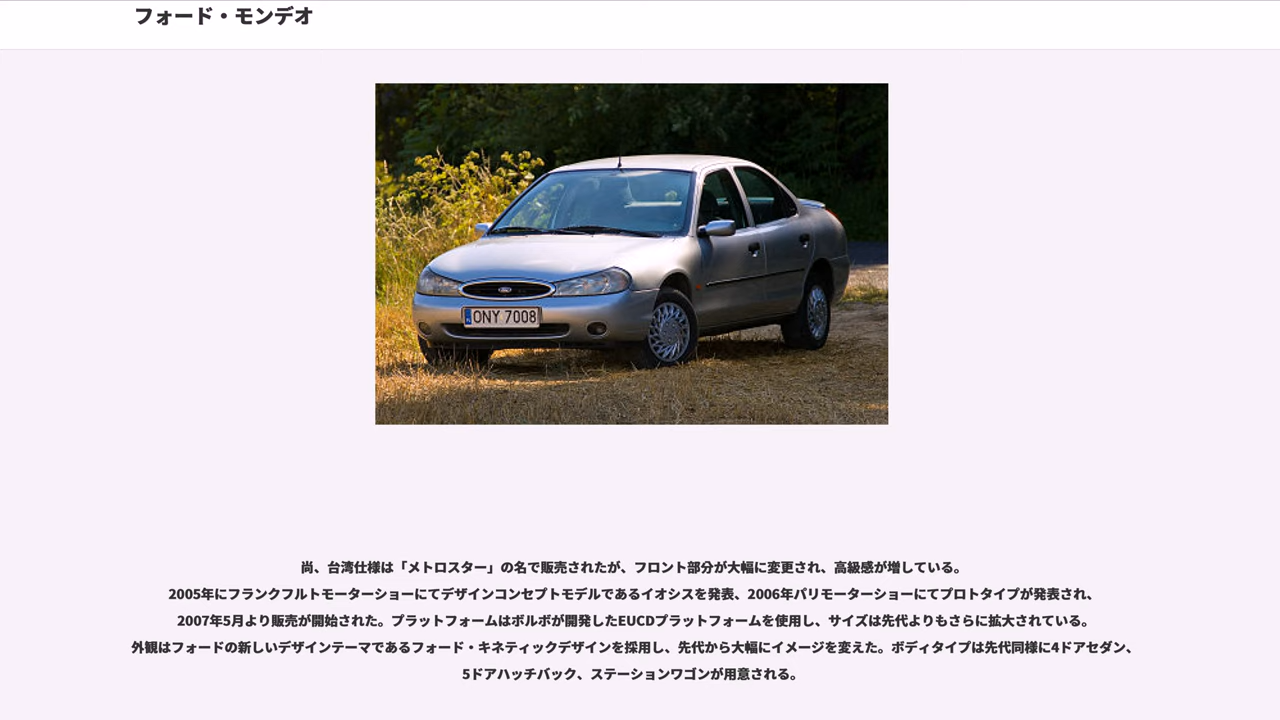 フォード・モンデオ
ONY 7008
尚、台湾仕様は「メトロスター」の名で販売されたが、フロント部分が大幅に変更され、高級感が増している。
2005年にフランクフルトモーターショーにてデザインコンセプトモデルであるイオシスを発表、2006年パリモーターショーにてプロトタイプが発表され、
2007年5月より販売が開始された。プラットフォームはボルボが開発したEUCDプラットフォームを使用し、サイズは先代よりもさらに拡大されている。
外観はフォードの新しいデザインテーマであるフォード・キネティックデザインを採用し、先代から大幅にイメージを変えた。ボディタイプは先代同様に4ドアセダン、
5ドアハッチバック、ステーションワゴンが用意される。